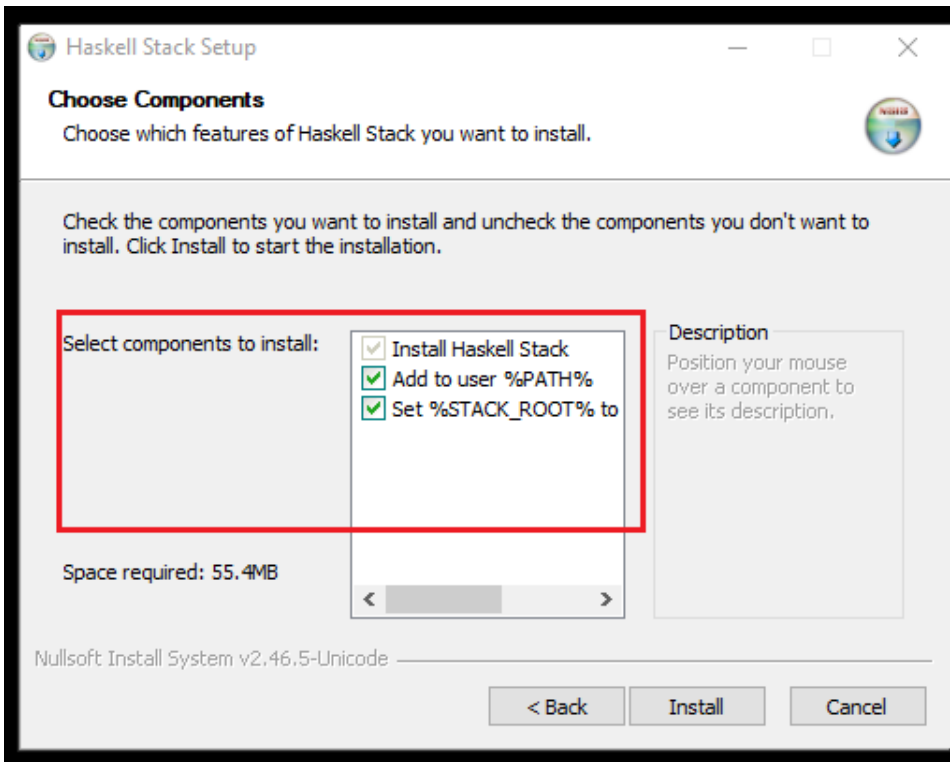 Haskell Stack Setup
Choose Components
Choose which features of Haskell Stack you want to install.
Check the components you want to install and uncheck the components you don't want to
install. Click Install to start the installation.
Select components to install:
Install Haskell Stack
Add to user %PATH%
Set %STACK_ROOT% to
Description
Position your mouse
over a component to
see its description.
Space required: 55.4MB
Nullsoft Install System v2.46.5-Unicode
< Back
Install
Cancel